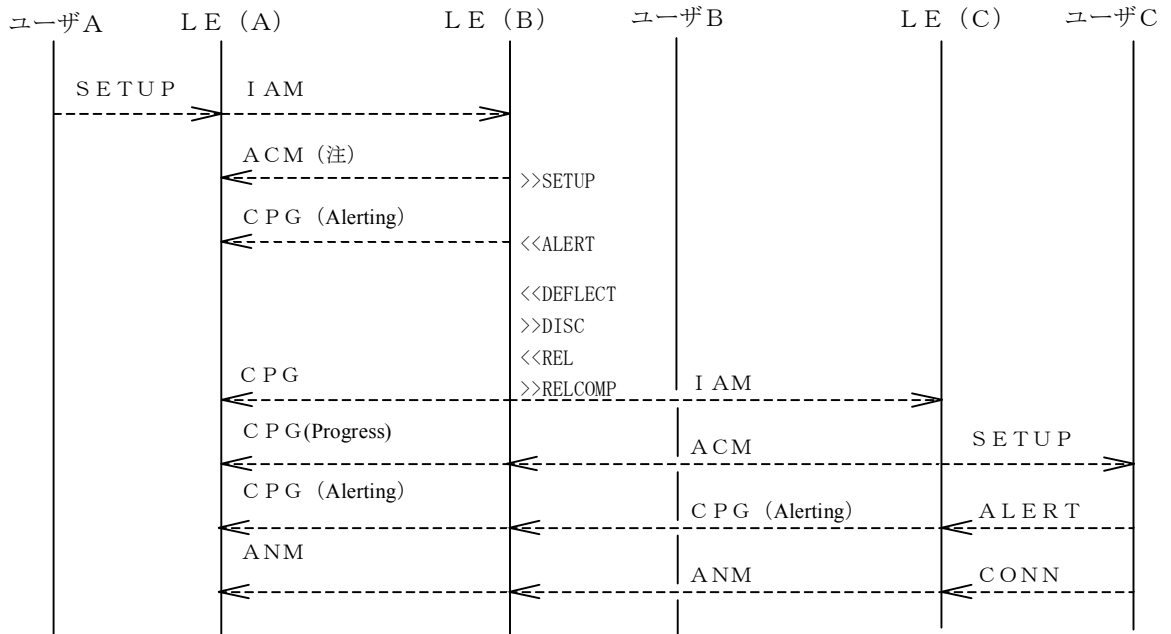 ユーザA ＬＥ（A） ＬＥ（B） ユーザB ＬＥ（C） ユーザC
ＳＥＴＵＰ ＩＡＭ
ＡＣＭ（注）
>>SETUP
ＣＰＧ（Alerting）
<<ALERT
<<DEFLECT
>>DISC
<<REL
ＣＰＧ >>RELCOMP ＩＡＭ
ＣＰＧ(Progress) ＡＣＭ ＳＥＴＵＰ
ＣＰＧ（Alerting） ＣＰＧ（Alerting） ＡＬＥＲＴ
ＡＮＭ ＡＮＭ ＣＯＮＮ